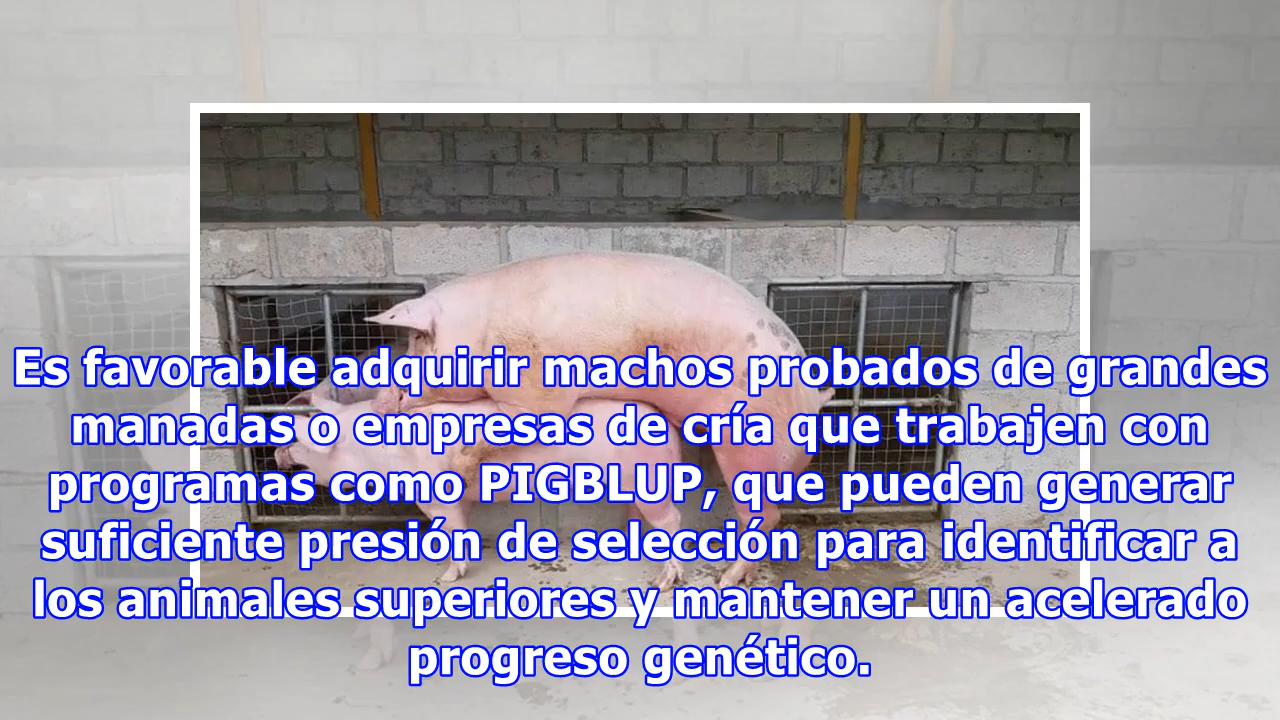 Es favorable adquirir machos probados de grandes
manadas o empresas de cría que trabajen con
programas como PIGBLUP, que pueden generar
suficiente presión de selección para identificar a
los animales superiores y mantener un acelerado
progreso genético.